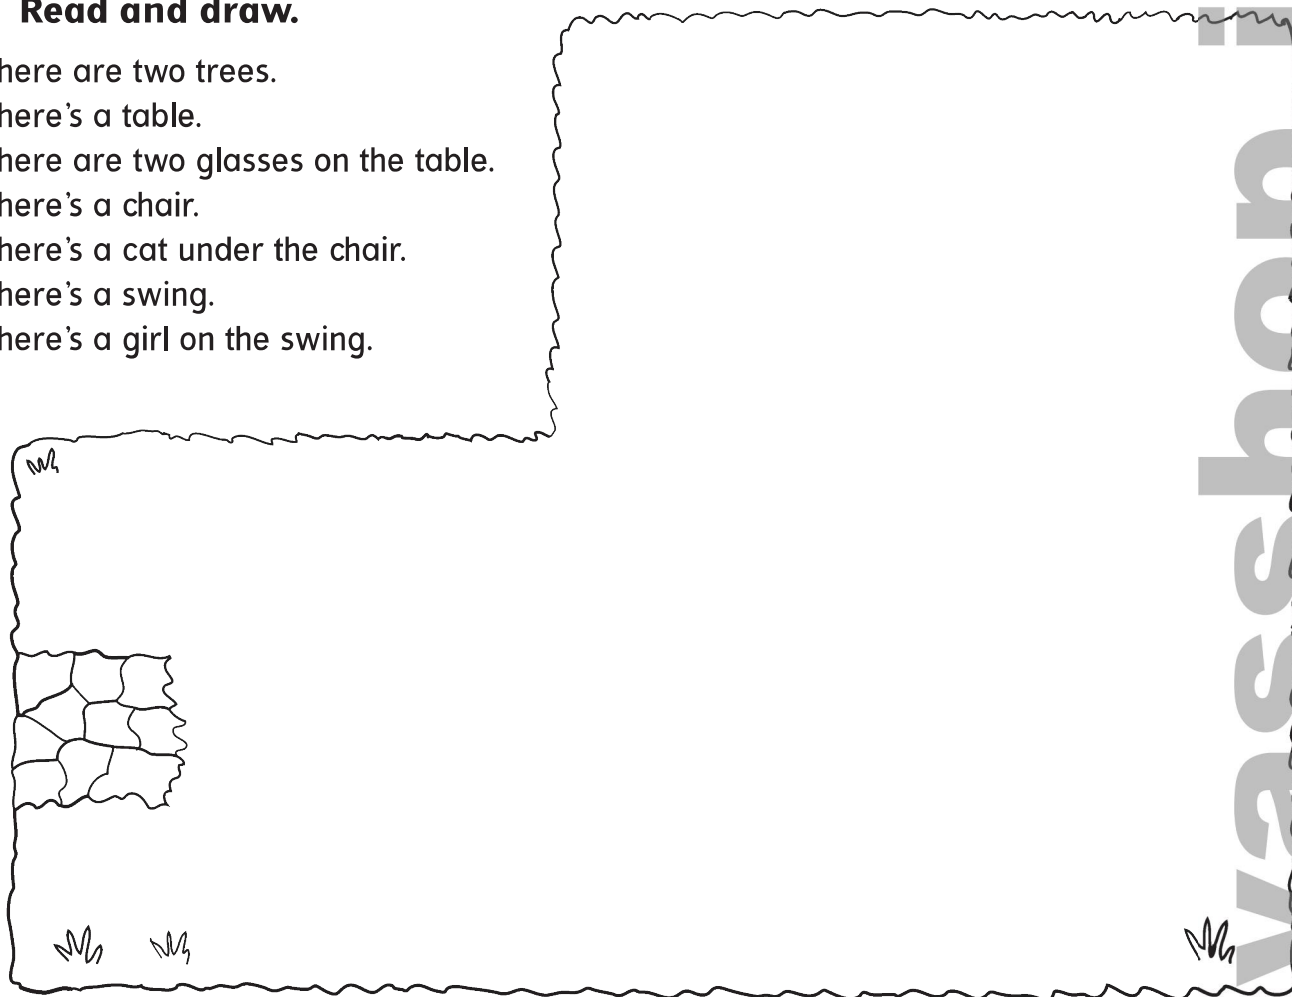 Read and draw.
here are two trees.
here's a table.
here are two glasses on the table.
here's a chair.
here's a cat under the chair.
here's a swing.
here's a girl on the swing.
vasshon i